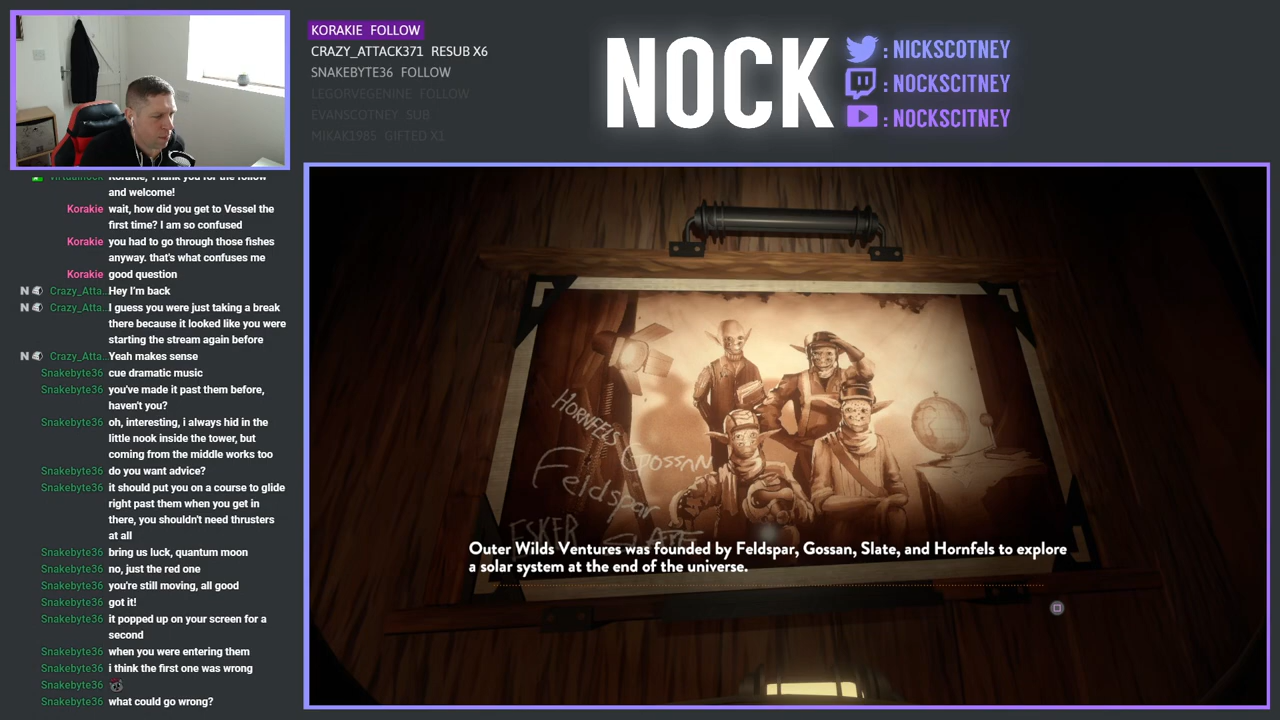 KORAKIE FOLLOW
CRAZY_ATTACK371 RESUB X6
SNAKEBYTE36 FOLLOW
LEGORVEGENINE FOLLOW
EVANSCOTNEY SUB
MIKAK1985 GIFTED X1
NOCK
: NICKSCOTNEY
: NOCKSCITNEY
: NOCKSCITNEY
virtualnock Korakie, Thank you for the follow
and welcome!
Korakie wait, how did you get to Vessel the
first time? I am so confused
Korakie you had to go through those fishes
anyway. that's what confuses me
Korakie good question
N Crazy_Atta... Hey I'm back
N Crazy_Atta... I guess you were just taking a break
there because it looked like you were
starting the stream again before
N Crazy_Atta... Yeah makes sense
Snakebyte36 cue dramatic music
Snakebyte36 you've made it past them before,
haven't you?
Snakebyte36 oh, interesting, i always hid in the
little nook inside the tower, but
coming from the middle works too
Snakebyte36 do you want advice?
Snakebyte36 it should put you on a course to glide
right past them when you get in
there, you shouldn't need thrusters
at all
Snakebyte36 bring us luck, quantum moon
Snakebyte36 no, just the red one
Snakebyte36 you're still moving, all good
Snakebyte36 got it!
Snakebyte36 it popped up on your screen for a
second
Snakebyte36 when you were entering them
Snakebyte36 i think the first one was wrong
Snakebyte36
Snakebyte36 what could go wrong?
HORNFELS
GOSSAN
Feldspar
ESKER
SLATE
Outer Wilds Ventures was founded by Feldspar, Gossan, Slate, and Hornfels to explore
a solar system at the end of the universe.